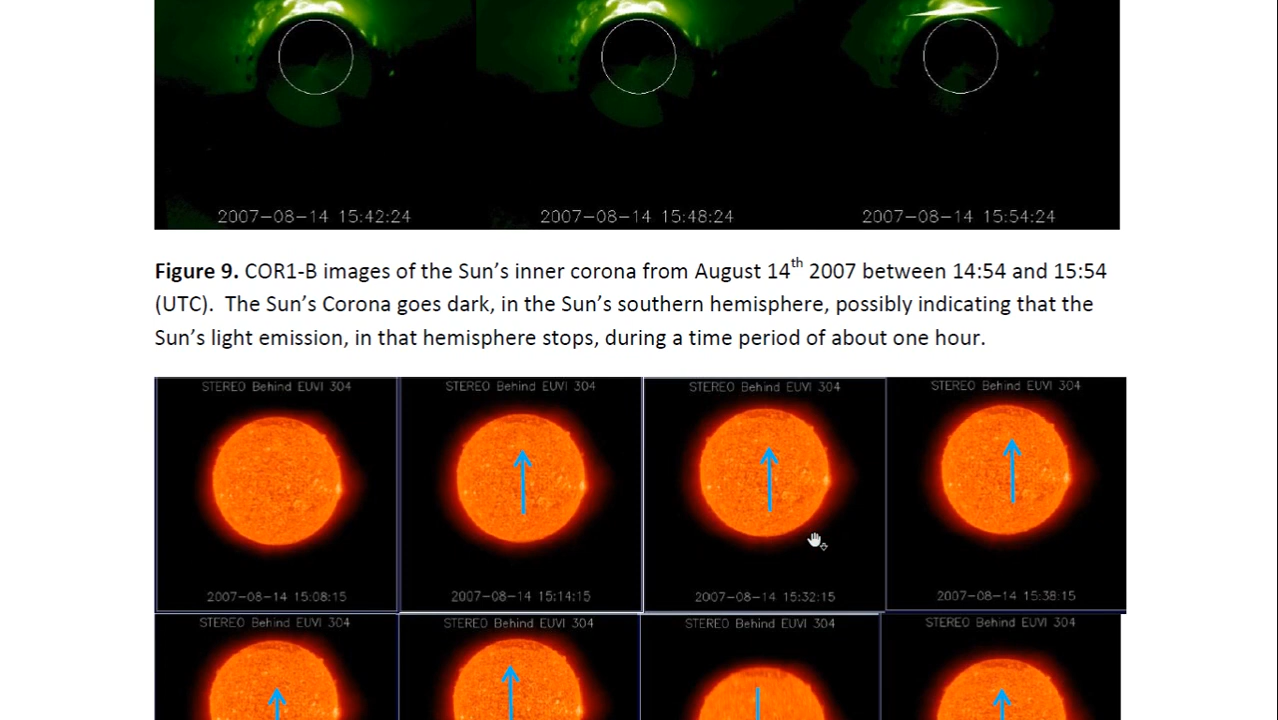 2007-08-14 15:42:24 2007-08-14 15:48:24 2007-08-14 15:54:24
Figure 9. COR1-B images of the Sun’s inner corona from August 14th 2007 between 14:54 and 15:54
(UTC). The Sun’s Corona goes dark, in the Sun’s southern hemisphere, possibly indicating that the
Sun’s light emission, in that hemisphere stops, during a time period of about one hour.
STEREO Behind EUVI 304 STEREO Behind EUVI 304 STEREO Behind EUVI 304 STEREO Behind EUVI 304
2007-08-14 15:08:15 2007-08-14 15:14:15 2007-08-14 15:32:15 2007-08-14 15:38:15
STEREO Behind EUVI 304 STEREO Behind EUVI 304 STEREO Behind EUVI 304 STEREO Behind EUVI 304